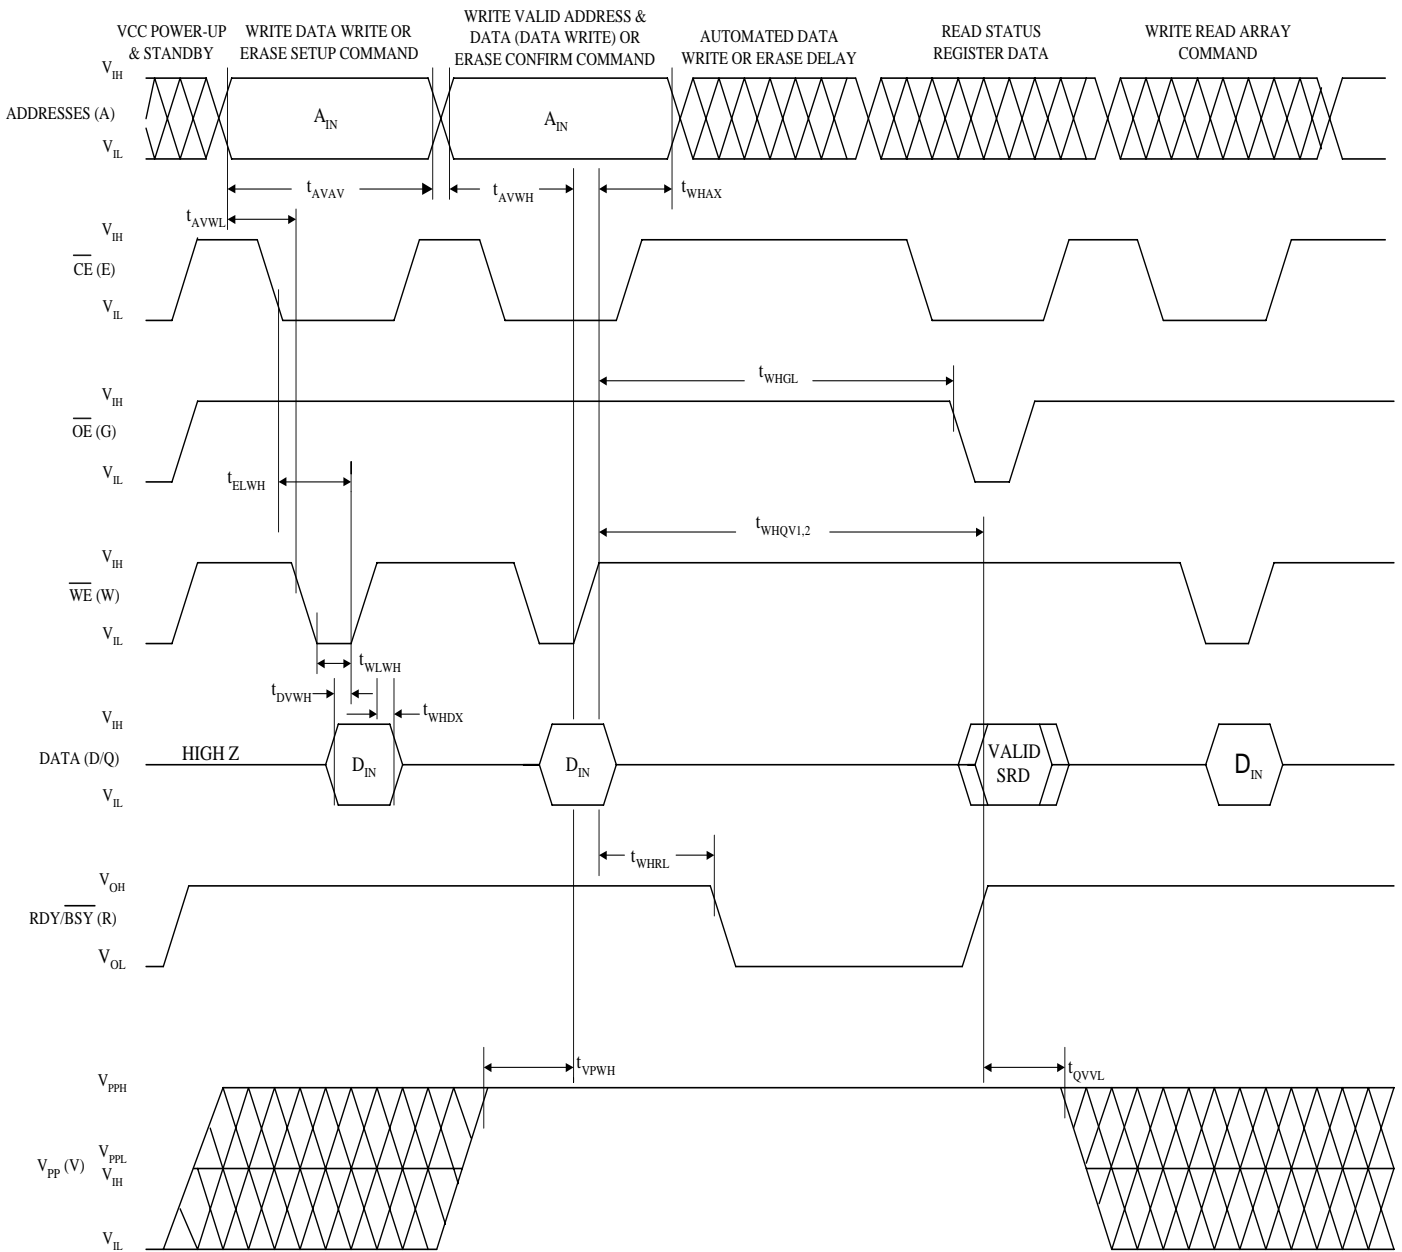 VCC POWER-UP
& STANDBY
WRITE DATA WRITE OR
ERASE SETUP COMMAND
WRITE VALID ADDRESS &
DATA (DATA WRITE) OR
ERASE CONFIRM COMMAND
AUTOMATED DATA
WRITE OR ERASE DELAY
READ STATUS
REGISTER DATA
WRITE READ ARRAY
COMMAND
VIH
ADDRESSES (A)
AIN
AIN
VIL
tAVAV
tAVWH
tWHAX
tAVWL
VIH
CE (E)
VIL
tWHGL
VIH
OE (G)
VIL
tELWH
tWHQV1,2
VIH
WE (W)
VIL
tWLWH
tDVWH
tWHDX
VIH
DATA (D/Q)
HIGH Z
DIN
DIN
VALID
SRD
DIN
VIL
tWHRL
VOH
RDY/BSY (R)
VOL
tVPWH
tQVVL
VPPH
VPP (V)
VPPL
VIH
VIL